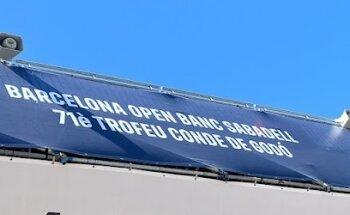 BARCELONA OPEN BANC SABADELL
71è TROFEU CONDE DE GODÓ